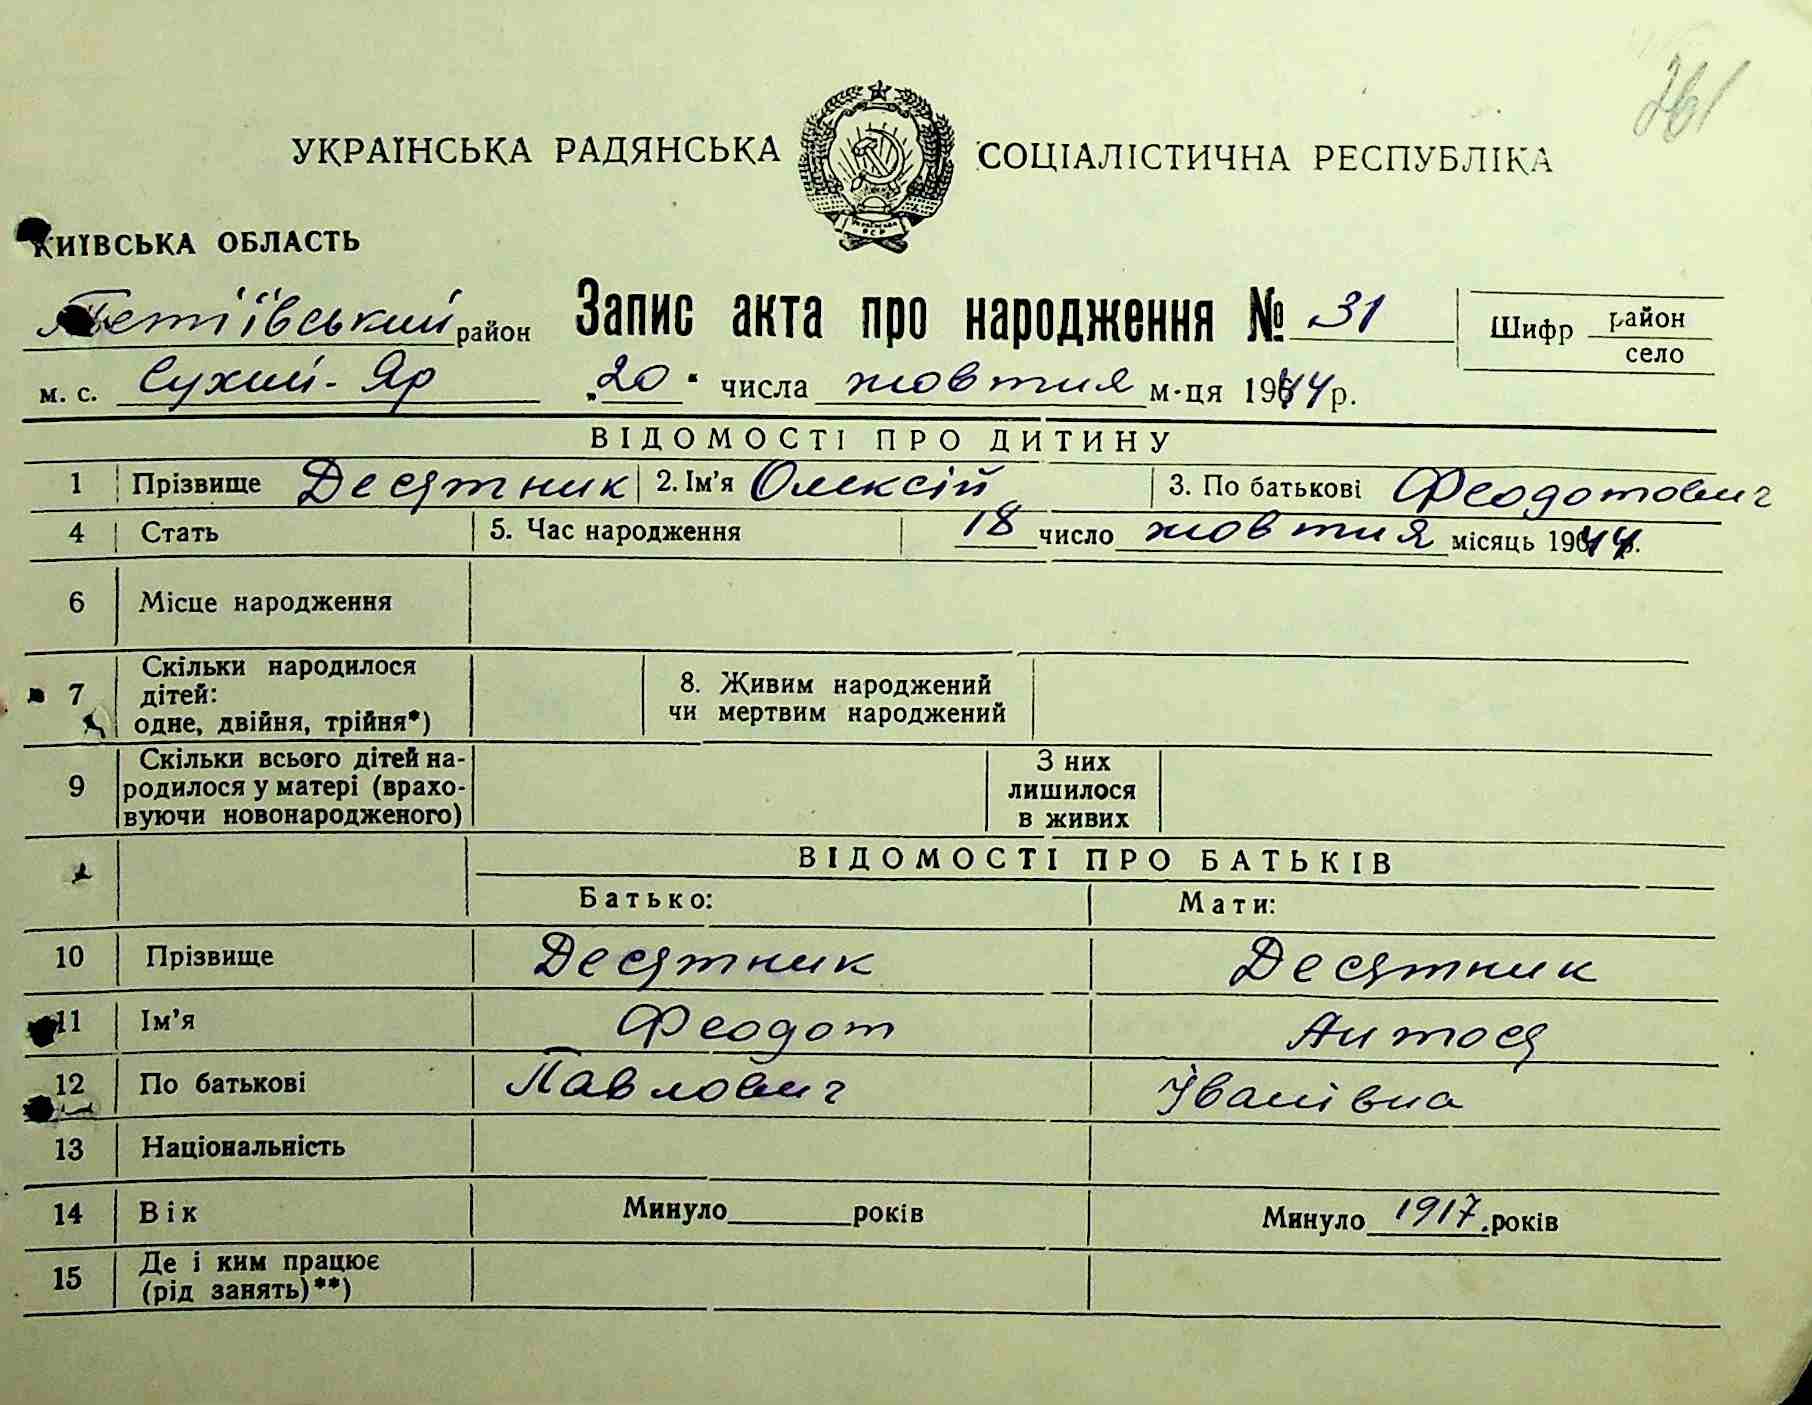 261
УКРАЇНСЬКА РАДЯНСЬКА СОЦІАЛІСТИЧНА РЕСПУБЛІКА
КИЇВСЬКА ОБЛАСТЬ
Тетіївський район Запис акта про народження № 31 Шифр район село
м. с. Сухий-Яр „20" числа жовтня м-ця 1944 р.
ВІДОМОСТІ ПРО ДИТИНУ
1 Прізвище Десятник 2. Ім'я Олексій 3. По батькові Феодотович
4 Стать 5. Час народження 18 число жовтня місяць 1944 р.
6 Місце народження
7 Скільки народилося дітей: одне, двійня, трійня*) 8. Живим народжений чи мертвим народжений
9 Скільки всього дітей народилося у матері (враховуючи новонародженого) З них лишилося в живих
ВІДОМОСТІ ПРО БАТЬКІВ
Батько: Мати:
10 Прізвище Десятник Десятник
11 Ім'я Феодот Антося
12 По батькові Павлович Іванівна
13 Національність
14 Вік Минуло ______ років Минуло 1917. років
15 Де і ким працює (рід занять)**)